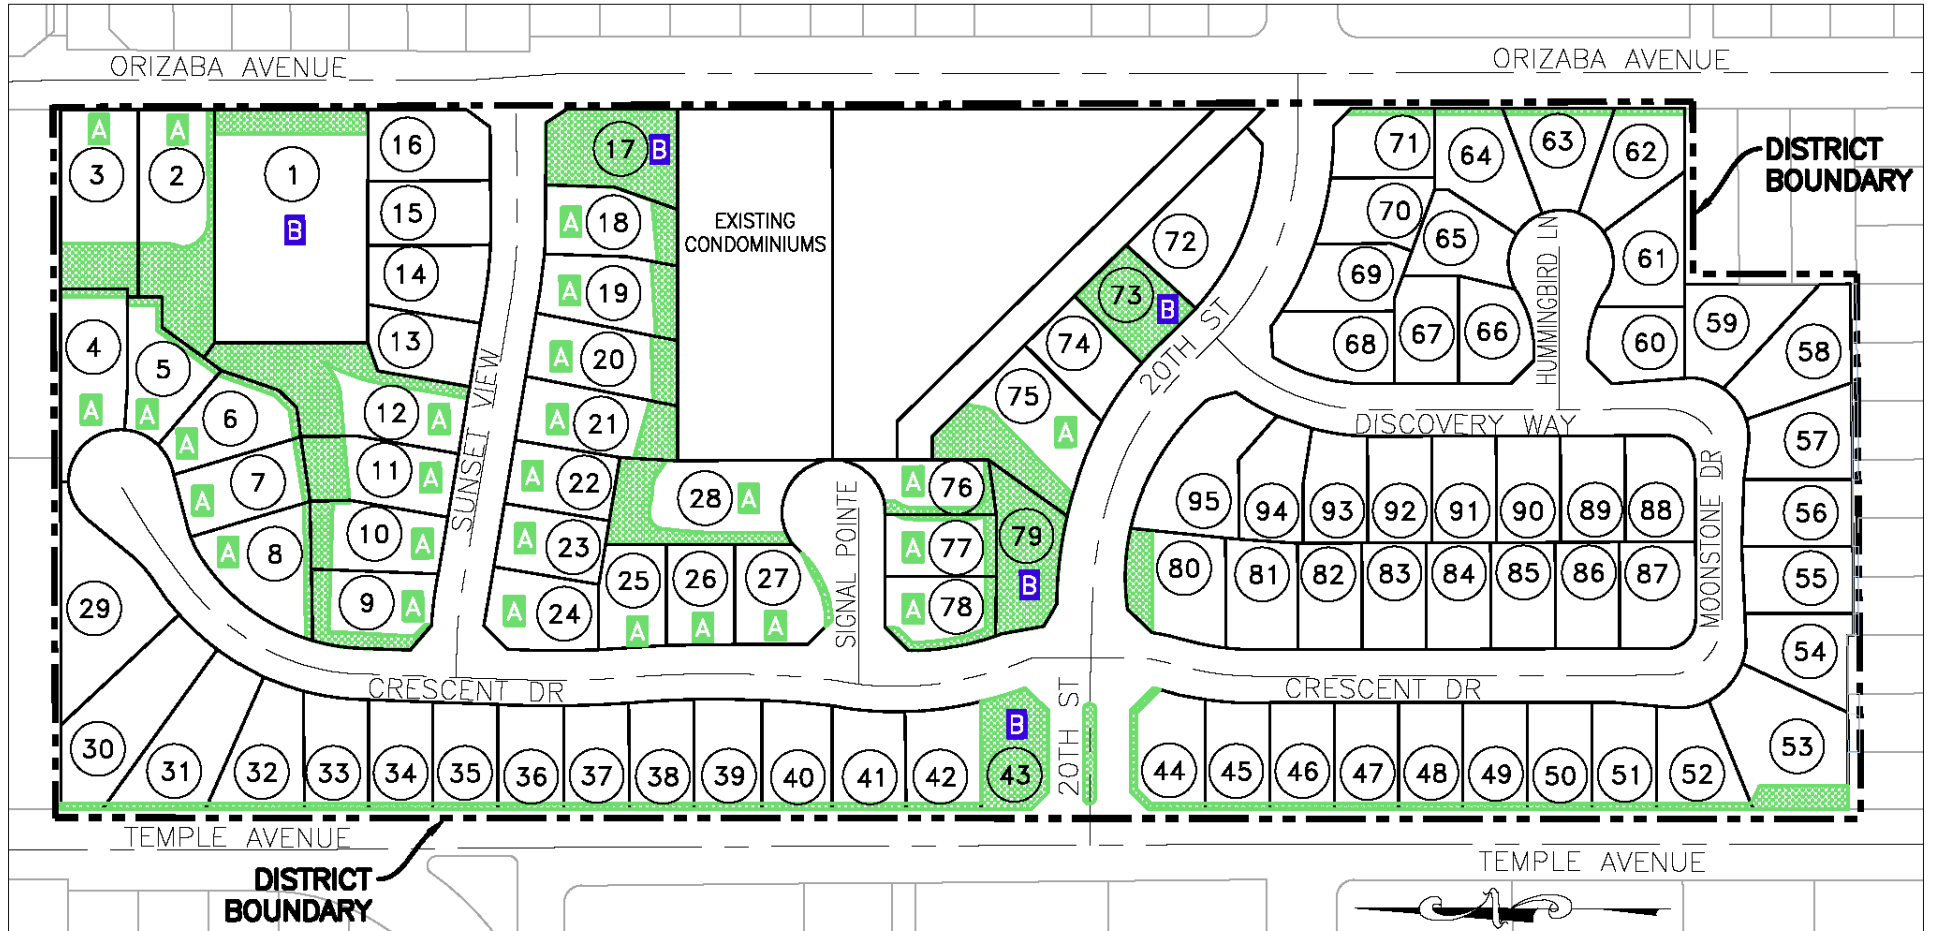 ORIZABA AVENUE
ORIZABA AVENUE
A
A
3
2
1
B
16
15
14
13
17
B
A
18
A
19
A
20
A
21
A
22
A
23
A
24
EXISTING
CONDOMINIUMS
72
73
B
74
75
A
71
70
69
68
67
66
65
64
63
62
61
60
59
58
57
56
55
54
53
DISTRICT
BOUNDARY
HUMMINGBIRD LN
20TH ST
DISCOVERY WAY
MOONSTONE DR
4
A
5
A
6
A
7
A
8
A
12
A
11
A
10
A
9
A
SUNSET VIEW
28
A
25
A
26
A
27
A
SIGNAL POINTE
A
76
A
77
A
78
79
B
95
94
93
92
91
90
89
88
80
81
82
83
84
85
86
87
29
30
31
32
33
34
35
36
37
38
39
40
41
42
B
43
CRESCENT DR
20TH ST
CRESCENT DR
44
45
46
47
48
49
50
51
52
TEMPLE AVENUE
DISTRICT
BOUNDARY
TEMPLE AVENUE
N